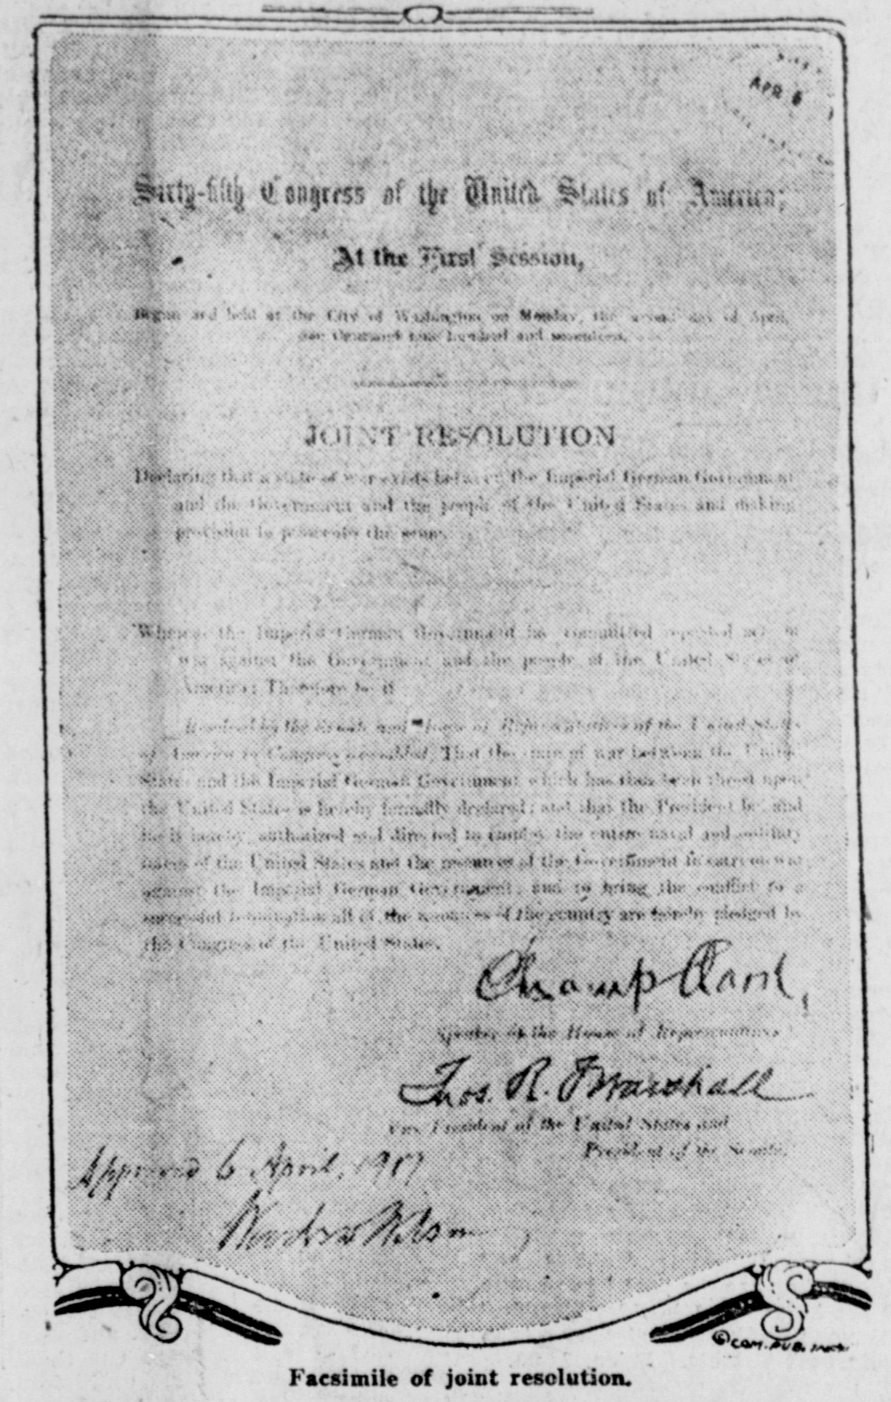 APR 6
Sixty-fifth Congress of the United States of America;
At the First Session,
Begun and held at the City of Washington on Monday, the second day of April,
one thousand nine hundred and seventeen.
JOINT RESOLUTION
Declaring that a state of war exists between the Imperial German Government
and the Government and the people of the United States and making
provision to prosecute the same.
Whereas the Imperial German Government has committed repeated acts of
war against the Government and the people of the United States of
America: Therefore be it
Resolved by the Senate and House of Representatives of the United States
of America in Congress assembled, That the state of war between the United
States and the Imperial German Government which has thus been thrust upon
the United States is hereby formally declared; and that the President be, and
he is hereby, authorized and directed to employ the entire naval and military
forces of the United States and the resources of the Government to carry on war
against the Imperial German Government; and to bring the conflict to a
successful termination all of the resources of the country are hereby pledged by
the Congress of the United States.
Champ Clark,
Speaker of the House of Representatives
Thos. R. Marshall
Vice President of the United States and
President of the Senate.
Approved 6 April, 1917
Woodrow Wilson
Facsimile of joint resolution.